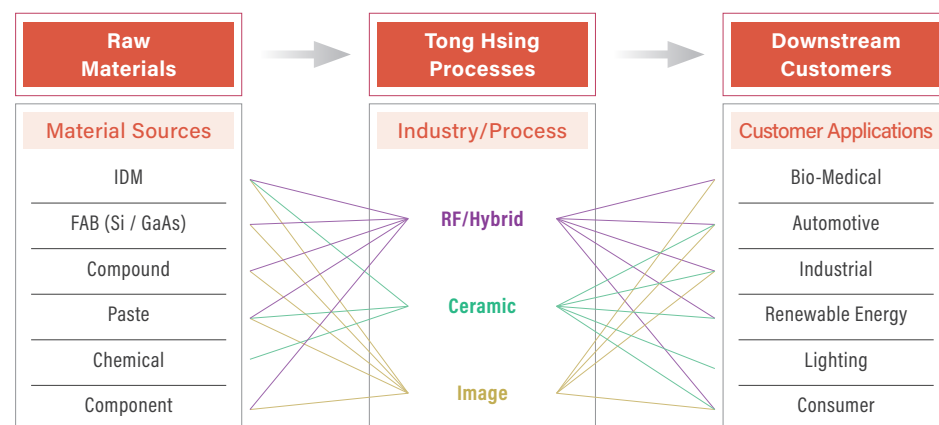 Raw
Materials
Tong Hsing
Processes
Downstream
Customers
Material Sources
Industry/Process
Customer Applications
IDM
FAB (Si / GaAs)
Compound
Paste
Chemical
Component
RF/Hybrid
Ceramic
Image
Bio-Medical
Automotive
Industrial
Renewable Energy
Lighting
Consumer